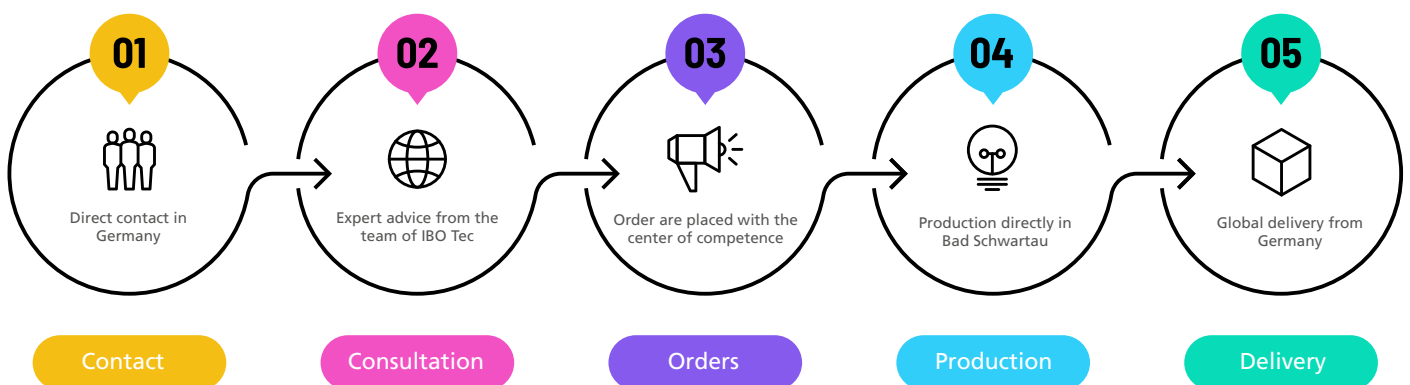 01
Direct contact in
Germany
Contact
02
Expert advice from the
team of IBO Tec
Consultation
03
Order are placed with the
center of competence
Orders
04
Production directly in
Bad Schwartau
Production
05
Global delivery from
Germany
Delivery